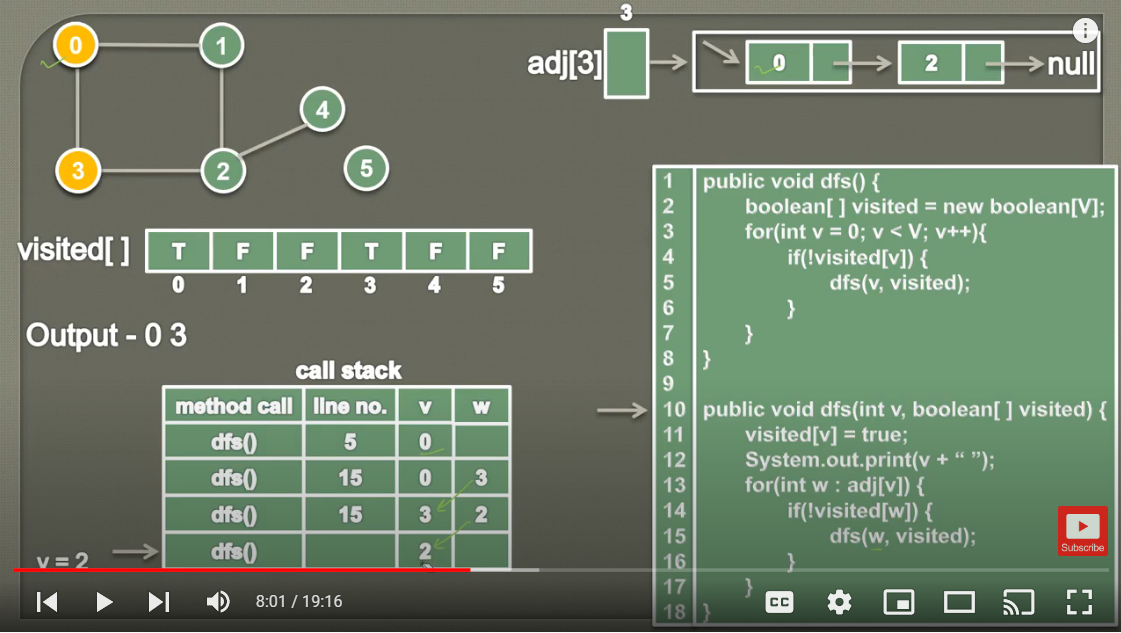 0 1
4
3 2 5
3
adj[3] 0 2 null
visited[ ] T F F T F F
0 1 2 3 4 5
Output - 0 3
call stack
method call line no. v w
dfs() 5 0
dfs() 15 0 3
dfs() 15 3 2
dfs() 2
v = 2
1 public void dfs() {
2 boolean[ ] visited = new boolean[V];
3 for(int v = 0; v < V; v++){
4 if(!visited[v]) {
5 dfs(v, visited);
6 }
7 }
8 }
9
10 public void dfs(int v, boolean[ ] visited) {
11 visited[v] = true;
12 System.out.print(v + “ ”);
13 for(int w : adj[v]) {
14 if(!visited[w]) {
15 dfs(w, visited);
16 }
17 }
18 }
Subscribe
8:01 / 19:16
CC